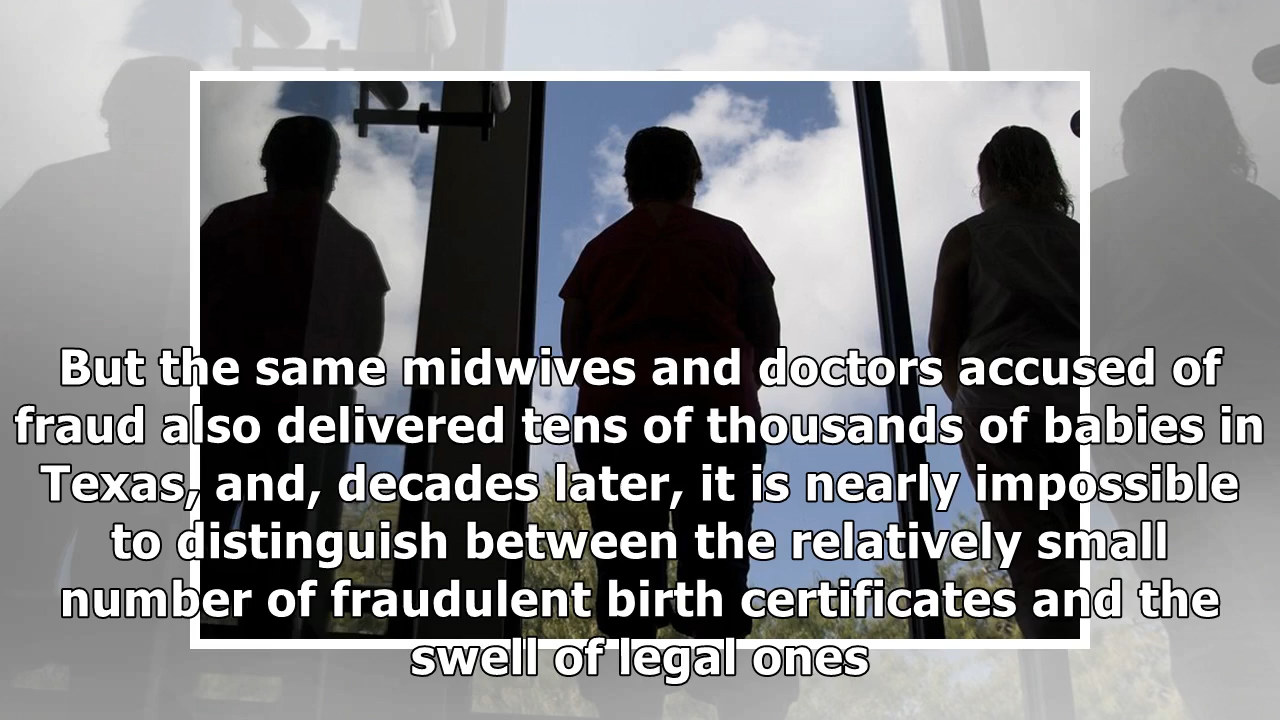 But the same midwives and doctors accused of
fraud also delivered tens of thousands of babies in
Texas, and, decades later, it is nearly impossible
to distinguish between the relatively small
number of fraudulent birth certificates and the
swell of legal ones